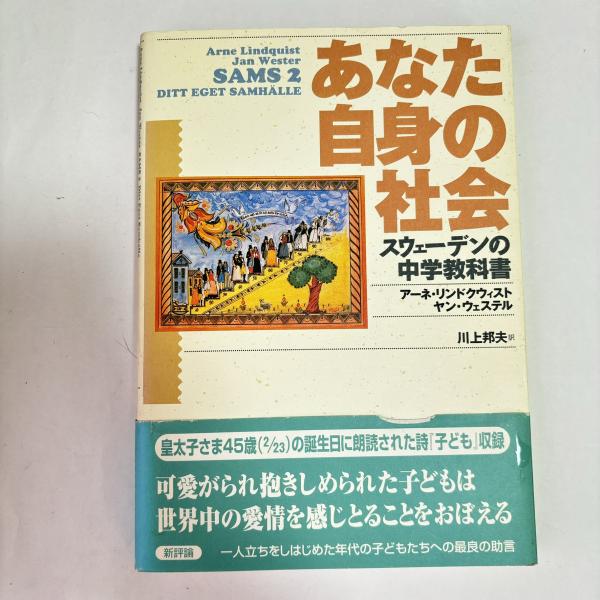 Arne Lindquist
Jan Wester
SAMS 2
DITT EGET SAMHÄLLE
あなた
自身の
社会
スウェーデンの
中学教科書
アーネ・リンドクウィスト
ヤン・ウェステル
川上邦夫 訳
皇太子さま45歳(2/23)の誕生日に朗読された詩『子ども』収録
可愛がられ抱きしめられた子どもは
世界中の愛情を感じとることをおぼえる
新評論
一人立ちをしはじめた年代の子どもたちへの最良の助言